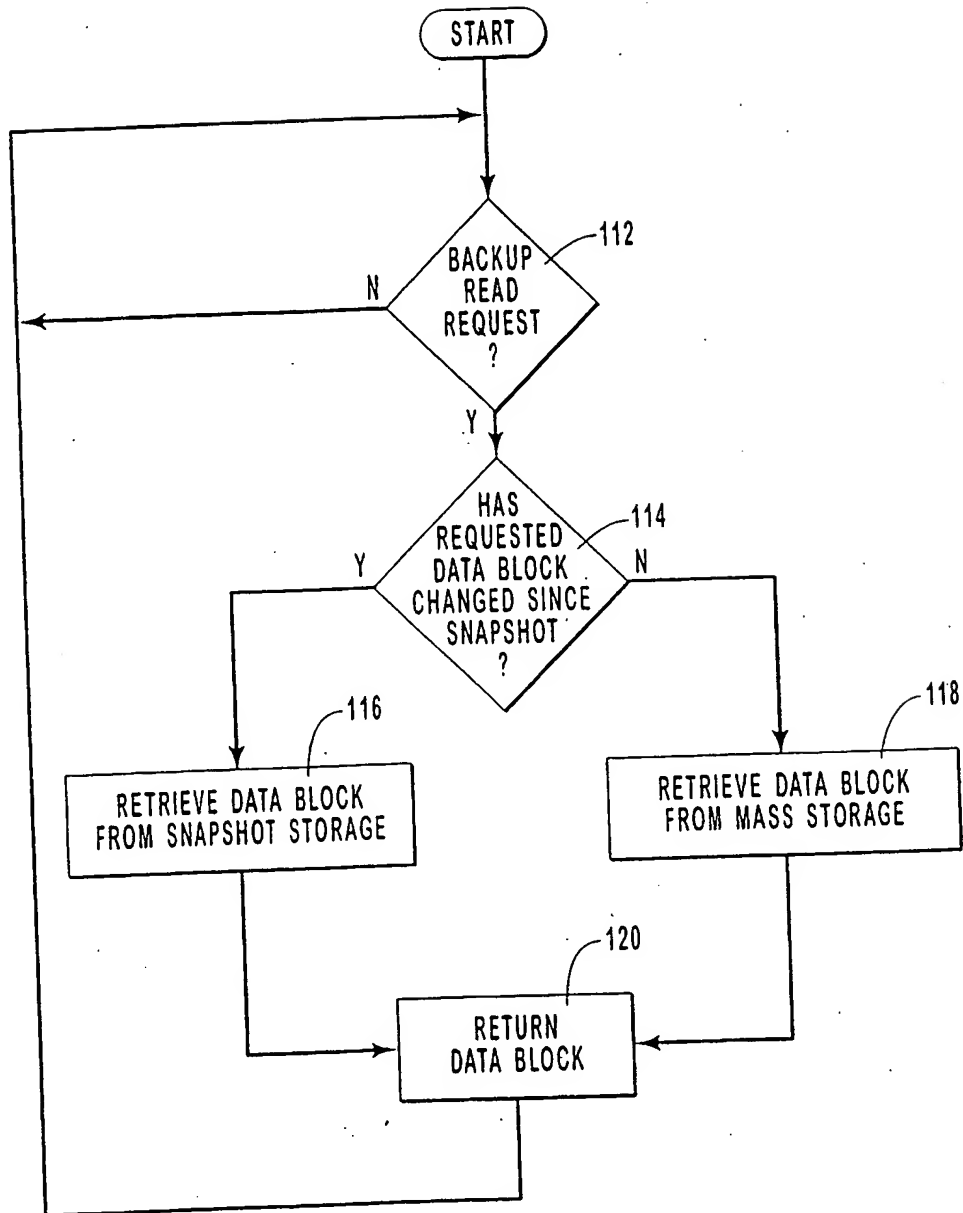 START
112
BACKUP
READ
REQUEST
?
N
Y
HAS
REQUESTED
DATA BLOCK
CHANGED SINCE
SNAPSHOT
?
114
Y
N
116
RETRIEVE DATA BLOCK
FROM SNAPSHOT STORAGE
118
RETRIEVE DATA BLOCK
FROM MASS STORAGE
120
RETURN
DATA BLOCK